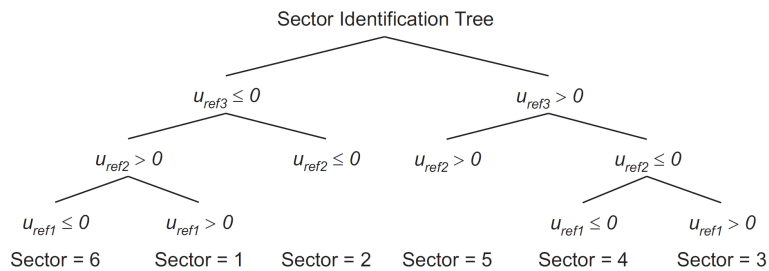 Sector Identification Tree
u_ref3 ≤ 0 u_ref3 > 0
u_ref2 > 0 u_ref2 ≤ 0 u_ref2 > 0 u_ref2 ≤ 0
u_ref1 ≤ 0 u_ref1 > 0 u_ref1 ≤ 0 u_ref1 > 0
Sector = 6 Sector = 1 Sector = 2 Sector = 5 Sector = 4 Sector = 3